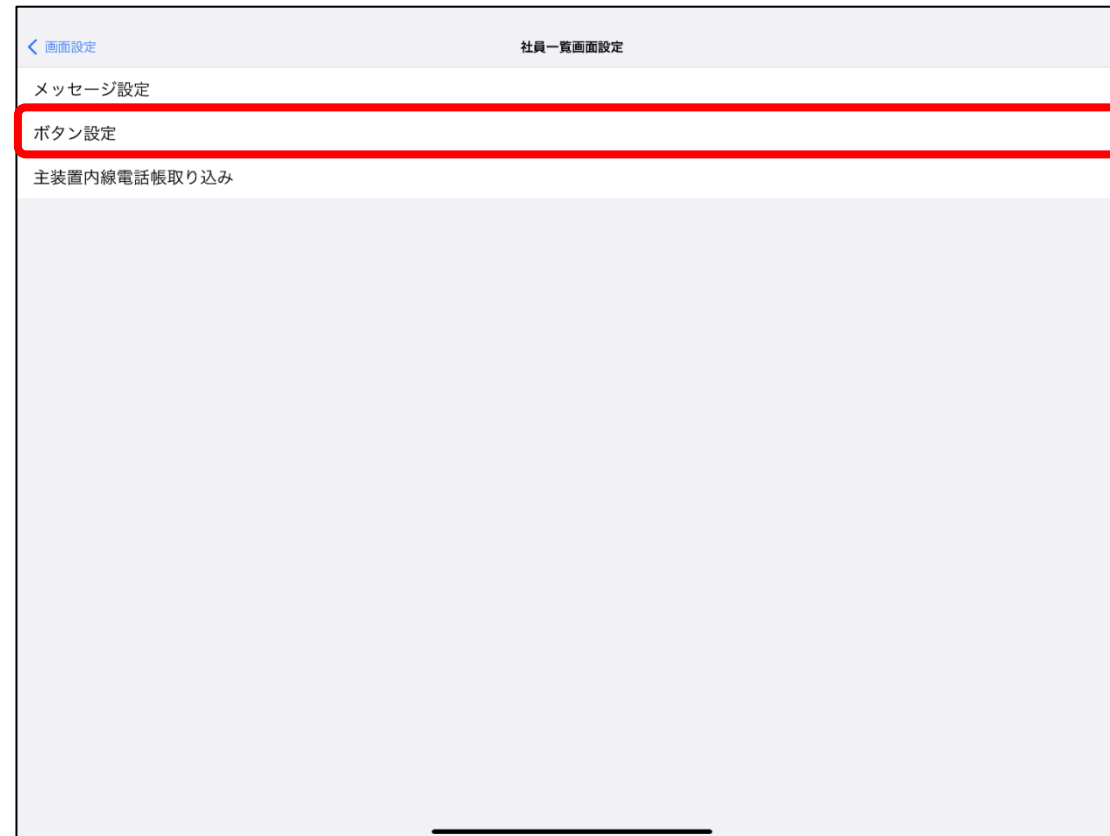 画面設定
社員一覧画面設定
メッセージ設定
ボタン設定
主装置内線電話帳取り込み